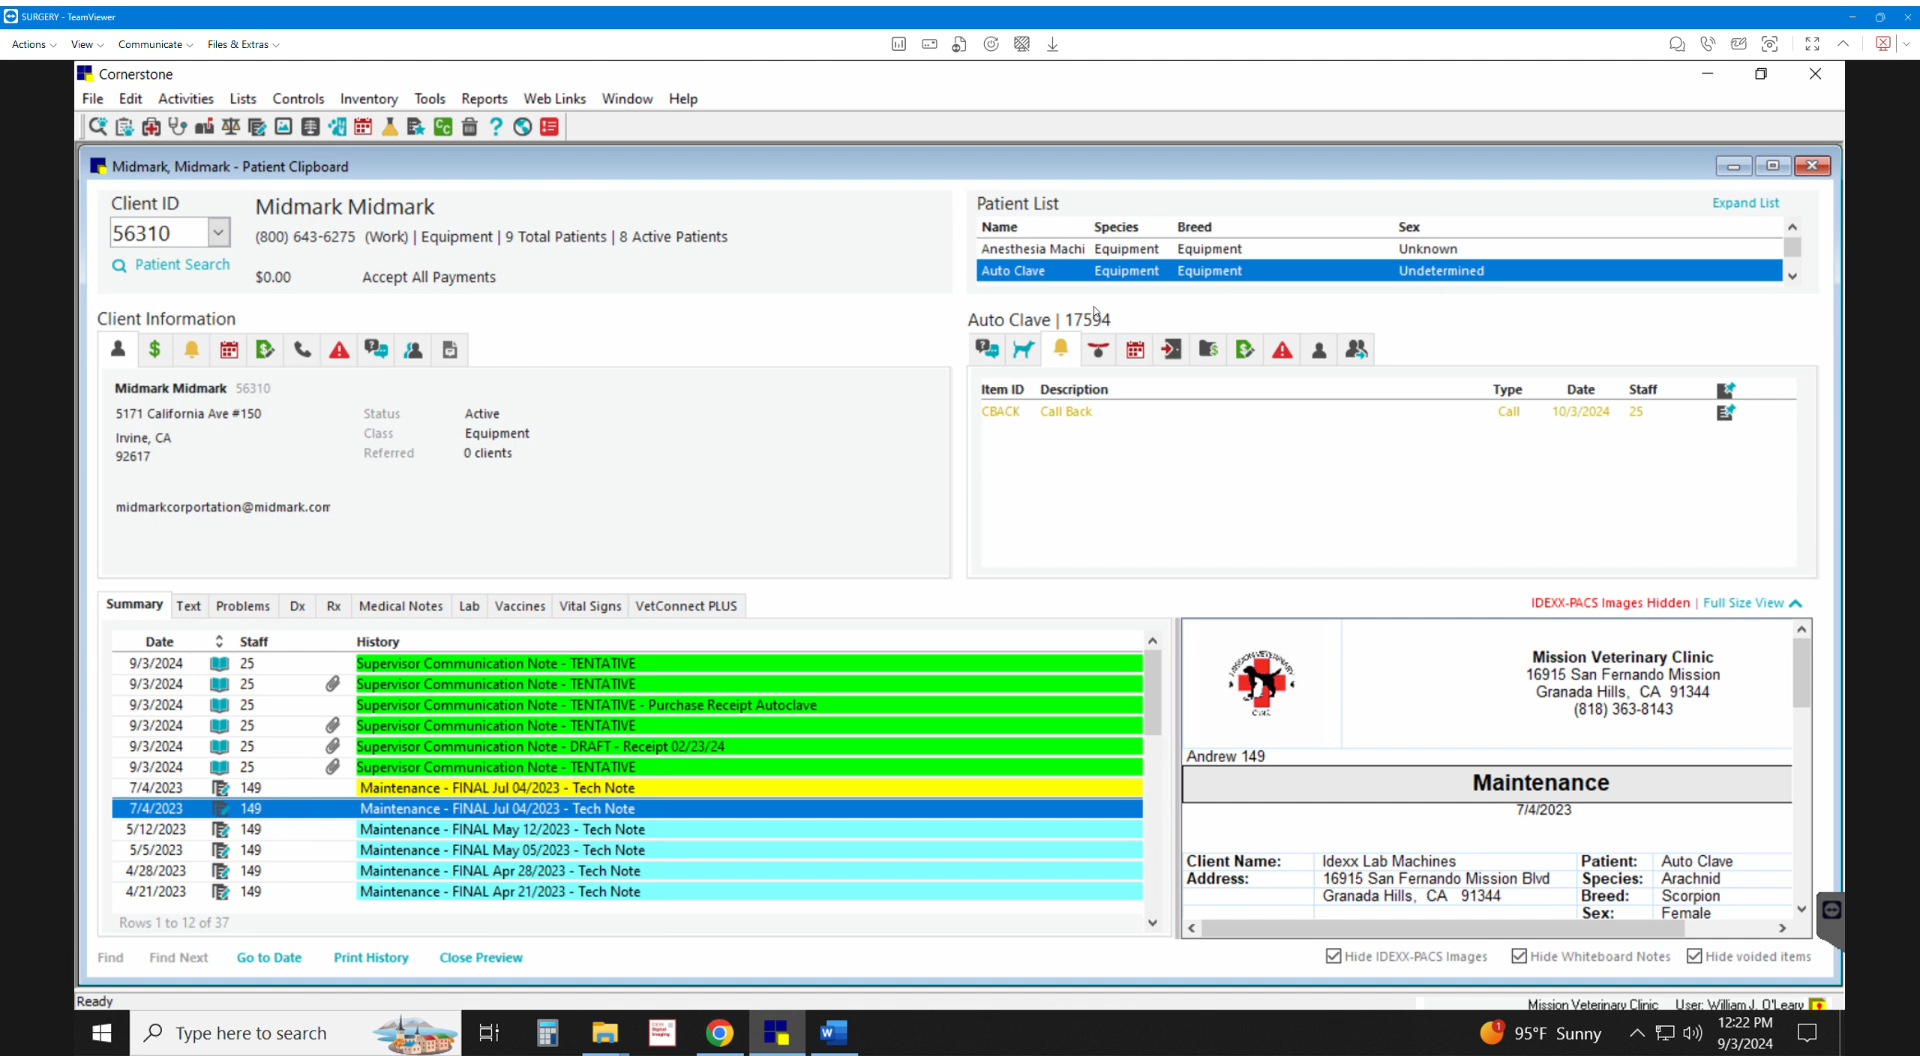 SURGERY - TeamViewer
Actions View Communicate Files & Extras
Cornerstone
File Edit Activities Lists Controls Inventory Tools Reports Web Links Window Help
Midmark, Midmark - Patient Clipboard
Client ID
56310
Patient Search
Midmark Midmark
(800) 643-6275 (Work) | Equipment | 9 Total Patients | 8 Active Patients
$0.00 Accept All Payments
Patient List Expand List
Name Species Breed Sex
Anesthesia Machi Equipment Equipment Unknown
Auto Clave Equipment Equipment Undetermined
Client Information
Midmark Midmark 56310
5171 California Ave #150
Irvine, CA
92617
Status Active
Class Equipment
Referred 0 clients
midmarkcorportation@midmark.com
Auto Clave | 17594
Item ID Description Type Date Staff
CBACK Call Back Call 10/3/2024 25
Summary Text Problems Dx Rx Medical Notes Lab Vaccines Vital Signs VetConnect PLUS
IDEXX-PACS Images Hidden | Full Size View
Date Staff History
9/3/2024 25 Supervisor Communication Note - TENTATIVE
9/3/2024 25 Supervisor Communication Note - TENTATIVE
9/3/2024 25 Supervisor Communication Note - TENTATIVE - Purchase Receipt Autoclave
9/3/2024 25 Supervisor Communication Note - TENTATIVE
9/3/2024 25 Supervisor Communication Note - DRAFT - Receipt 02/23/24
9/3/2024 25 Supervisor Communication Note - TENTATIVE
7/4/2023 149 Maintenance - FINAL Jul 04/2023 - Tech Note
7/4/2023 149 Maintenance - FINAL Jul 04/2023 - Tech Note
5/12/2023 149 Maintenance - FINAL May 12/2023 - Tech Note
5/5/2023 149 Maintenance - FINAL May 05/2023 - Tech Note
4/28/2023 149 Maintenance - FINAL Apr 28/2023 - Tech Note
4/21/2023 149 Maintenance - FINAL Apr 21/2023 - Tech Note
Rows 1 to 12 of 37
Mission Veterinary Clinic
16915 San Fernando Mission
Granada Hills, CA 91344
(818) 363-8143
Andrew 149
Maintenance
7/4/2023
Client Name: Idexx Lab Machines Patient: Auto Clave
Address: 16915 San Fernando Mission Blvd Species: Arachnid
Granada Hills, CA 91344 Breed: Scorpion
Sex: Female
Find Find Next Go to Date Print History Close Preview
Hide IDEXX-PACS Images Hide Whiteboard Notes Hide voided items
Ready
Mission Veterinary Clinic User: William J. O'Leary
Type here to search
95°F Sunny
12:22 PM
9/3/2024